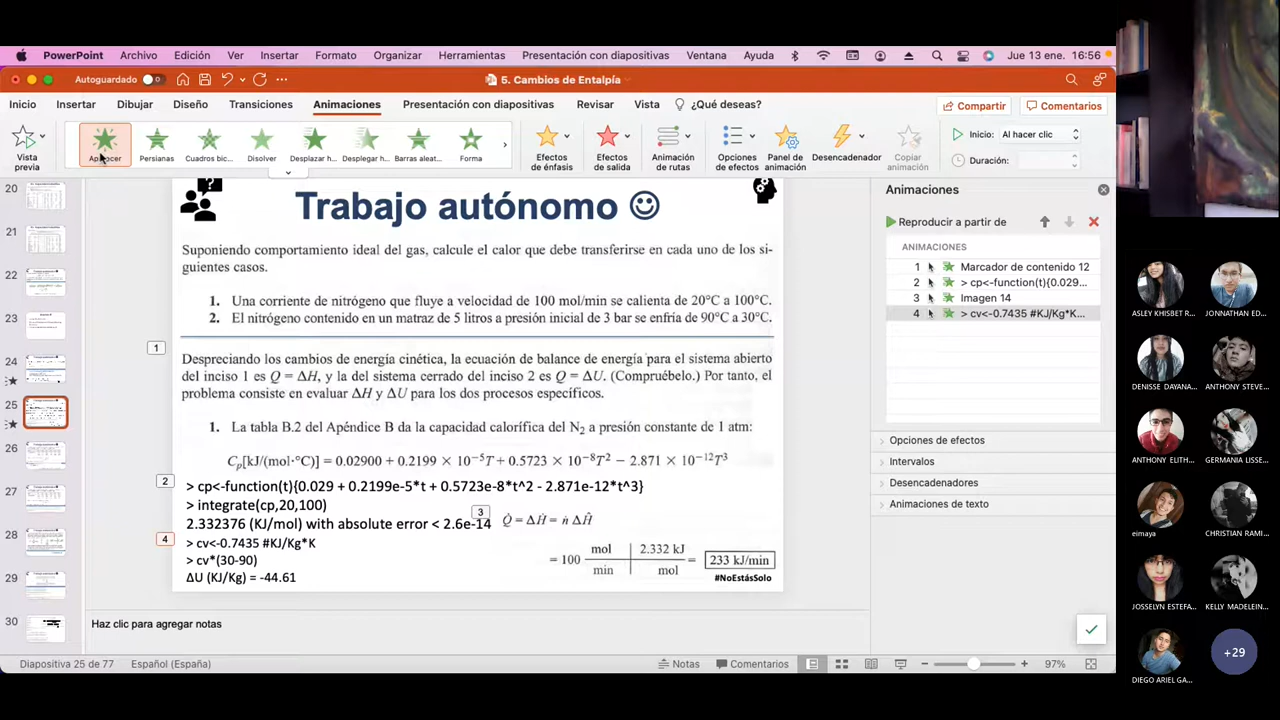 PowerPoint Archivo Edición Ver Insertar Formato Organizar Herramientas Presentación con diapositivas Ventana Ayuda Jue 13 ene. 16:56
Autoguardado 5. Cambios de Entalpía
Inicio Insertar Dibujar Diseño Transiciones Animaciones Presentación con diapositivas Revisar Vista ¿Qué deseas? Compartir Comentarios
Vista previa
Persianas Cuadros bic... Disolver Desplazar h... Desplegar h... Barras aleat... Forma
Efectos de énfasis
Efectos de salida
Animación de rutas
Opciones de efectos
Panel de animación
Desencadenador
Copiar animación
Inicio: Al hacer clic
Duración:
20
21
22
23
24
25
26
27
28
29
30
Trabajo autónomo
Suponiendo comportamiento ideal del gas, calcule el calor que debe transferirse en cada uno de los si-
guientes casos.
1. Una corriente de nitrógeno que fluye a velocidad de 100 mol/min se calienta de 20°C a 100°C.
2. El nitrógeno contenido en un matraz de 5 litros a presión inicial de 3 bar se enfría de 90°C a 30°C.
1
Despreciando los cambios de energía cinética, la ecuación de balance de energía para el sistema abierto
del inciso 1 es Q = ΔH, y la del sistema cerrado del inciso 2 es Q = ΔU. (Compruébelo.) Por tanto, el
problema consiste en evaluar ΔH y ΔU para los dos procesos específicos.
1. La tabla B.2 del Apéndice B da la capacidad calorífica del N₂ a presión constante de 1 atm:
Cₚ[kJ/(mol·°C)] = 0.02900 + 0.2199 × 10⁻⁵T + 0.5723 × 10⁻⁸T² − 2.871 × 10⁻¹²T³
2
> cp<-function(t){0.029 + 0.2199e-5*t + 0.5723e-8*t^2 - 2.871e-12*t^3}
> integrate(cp,20,100)
2.332376 (KJ/mol) with absolute error < 2.6e-14
3
Q̇ = ΔḢ = ṅ ΔĤ
4
> cv<-0.7435 #KJ/Kg*K
> cv*(30-90)
ΔU (KJ/Kg) = -44.61
= 100 mol 2.332 kJ = 233 kJ/min
min mol
#NoEstásSolo
Haz clic para agregar notas
Diapositiva 25 de 77 Español (España) Notas Comentarios 97%
Animaciones
Reproducir a partir de
ANIMACIONES
1 Marcador de contenido 12
2 > cp<-function(t){0.029...
3 Imagen 14
4 > cv<-0.7435 #KJ/Kg*K...
Opciones de efectos
Intervalos
Desencadenadores
Animaciones de texto
ASLEY KHISBET R... JONNATHAN ED...
DENISSE DAYANA... ANTHONY STEVE...
ANTHONY ELITH... GERMANIA LISSE...
eimaya CHRISTIAN RAMI...
JOSSELYN ESTEFA... KELLY MADELEIN...
DIEGO ARIEL GA... +29